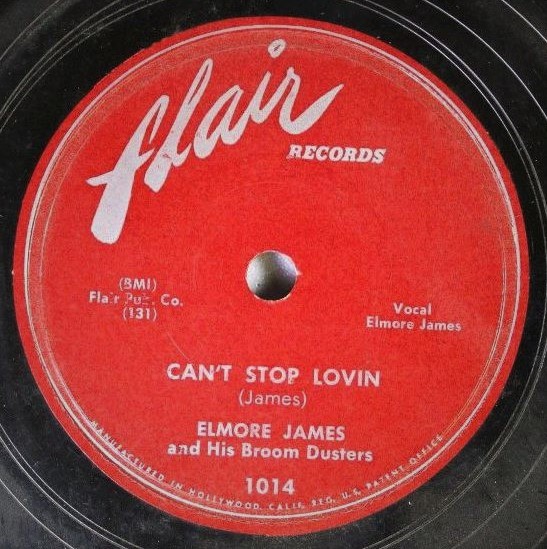 flair
RECORDS
(BMI)
Flair Pub. Co.
(131)
Vocal
Elmore James
CAN'T STOP LOVIN
(James)
ELMORE JAMES
and His Broom Dusters
1014
MANUFACTURED IN HOLLYWOOD, CALIF. REG. U.S. PATENT OFFICE